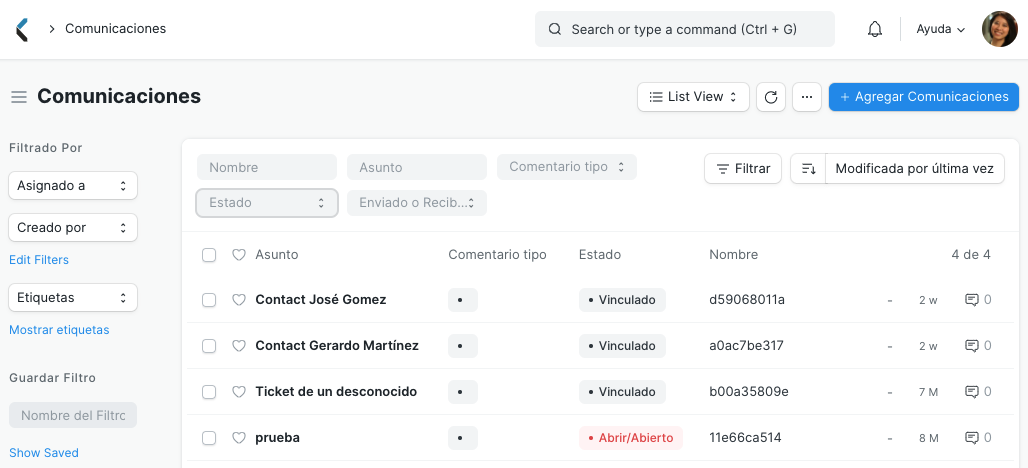 Comunicaciones
Search or type a command (Ctrl + G)
Ayuda
Comunicaciones
List View
+ Agregar Comunicaciones
Filtrado Por
Asignado a
Creado por
Edit Filters
Etiquetas
Mostrar etiquetas
Guardar Filtro
Nombre del Filtro
Show Saved
Nombre
Asunto
Comentario tipo
Estado
Enviado o Recib...
Filtrar
Modificada por última vez
Asunto Comentario tipo Estado Nombre 4 de 4
Contact José Gomez • • Vinculado d59068011a - 2 w 0
Contact Gerardo Martínez • • Vinculado a0ac7be317 - 2 w 0
Ticket de un desconocido • • Vinculado b00a35809e - 7 M 0
prueba • • Abrir/Abierto 11e66ca514 - 8 M 0